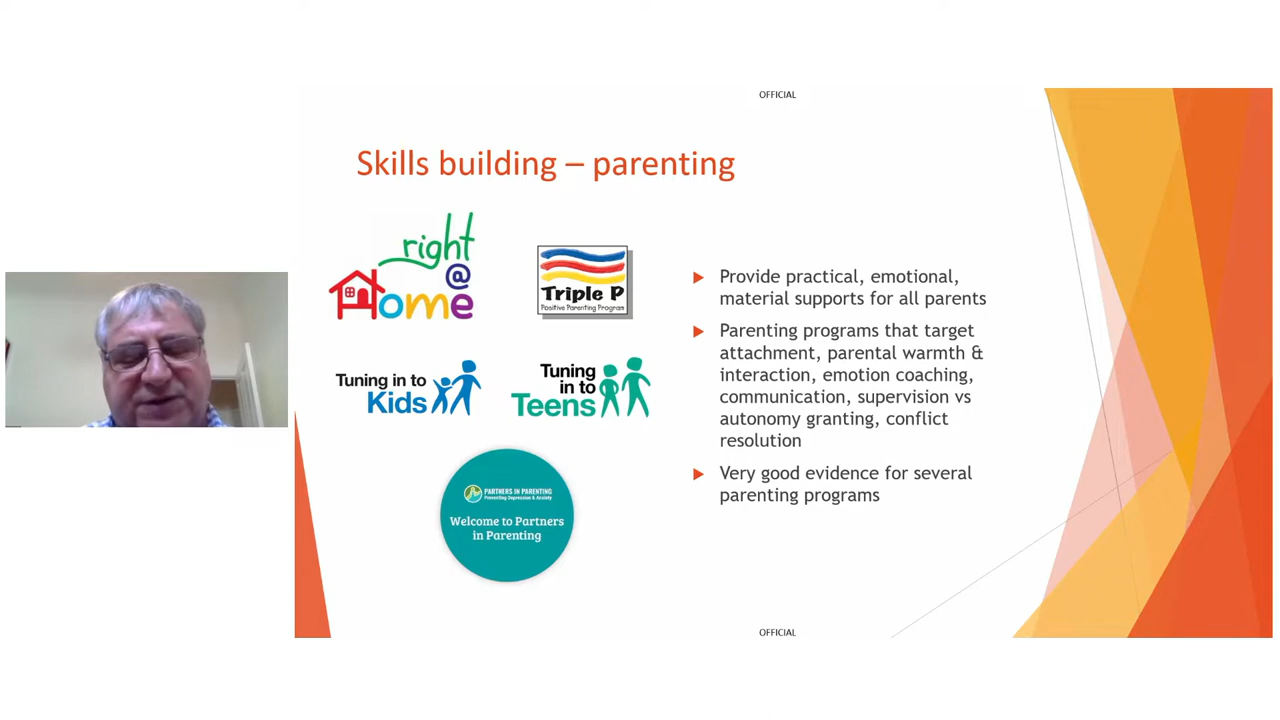 OFFICIAL
Skills building – parenting
right
@
Home
Triple P
Positive Parenting Program
Tuning in to
Kids
Tuning
in to
Teens
PARTNERS IN PARENTING
Preventing Depression & Anxiety
Welcome to Partners
in Parenting
Provide practical, emotional,
material supports for all parents
Parenting programs that target
attachment, parental warmth &
interaction, emotion coaching,
communication, supervision vs
autonomy granting, conflict
resolution
Very good evidence for several
parenting programs
OFFICIAL